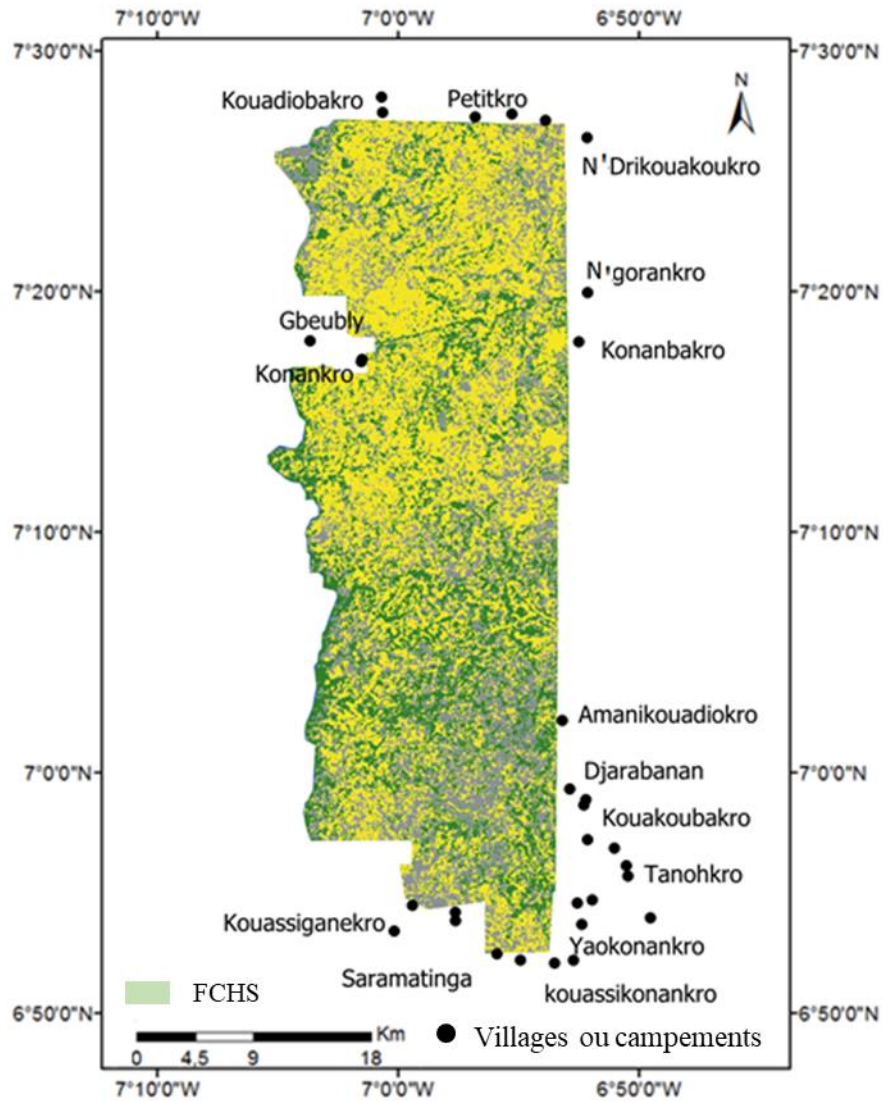 7°10'0"W 7°0'0"W 6°50'0"W
7°30'0"N 7°30'0"N
N
Kouadiobakro Petitkro
N'Drikouakoukro
N'gorankro
7°20'0"N 7°20'0"N
Gbeubly
Konanbakro
Konankro
7°10'0"N 7°10'0"N
Amanikouadiokro
7°0'0"N Djarabanan 7°0'0"N
Kouakoubakro
Tanohkro
Kouassiganekro
Yaokonankro
Saramatinga
kouassikonankro
FCHS
6°50'0"N 6°50'0"N
Km
Villages ou campements
0 4,5 9 18
7°10'0"W 7°0'0"W 6°50'0"W